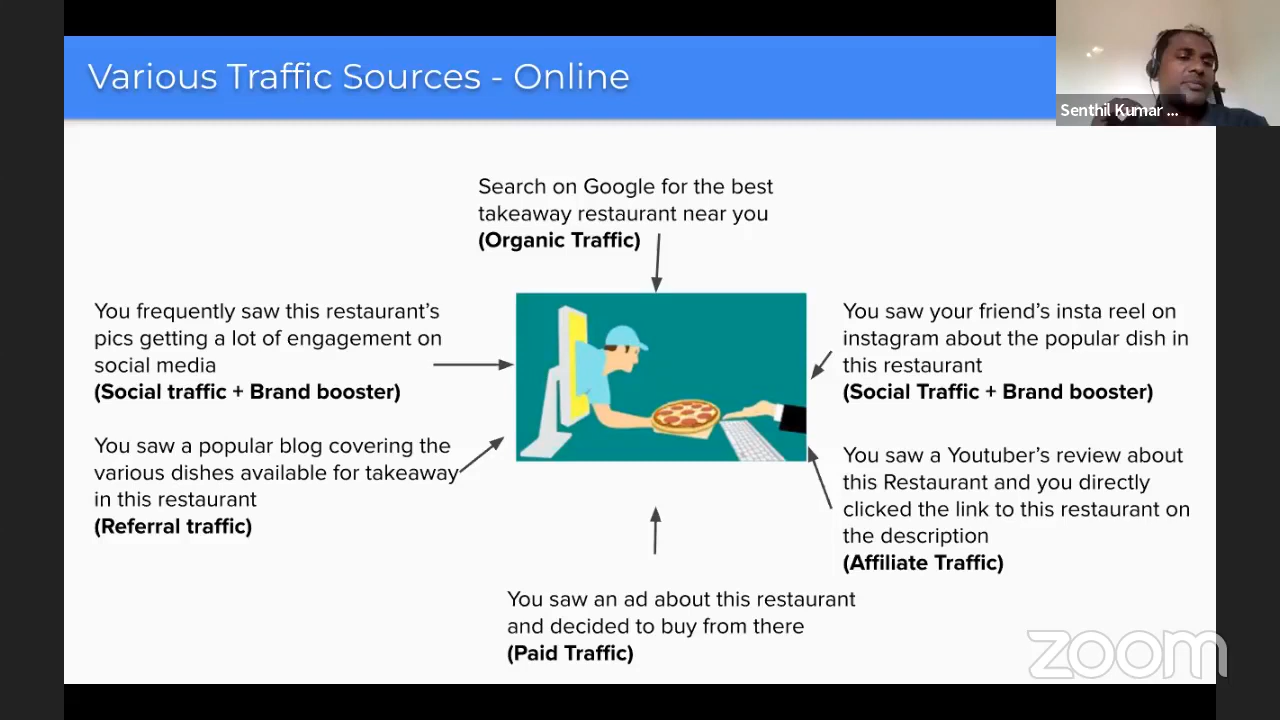 Various Traffic Sources - Online
Senthil Kumar ...
Search on Google for the best
takeaway restaurant near you
(Organic Traffic)
You frequently saw this restaurant's
pics getting a lot of engagement on
social media
(Social traffic + Brand booster)
You saw your friend's insta reel on
instagram about the popular dish in
this restaurant
(Social Traffic + Brand booster)
You saw a popular blog covering the
various dishes available for takeaway
in this restaurant
(Referral traffic)
You saw a Youtuber's review about
this Restaurant and you directly
clicked the link to this restaurant on
the description
(Affiliate Traffic)
You saw an ad about this restaurant
and decided to buy from there
(Paid Traffic)
zoom